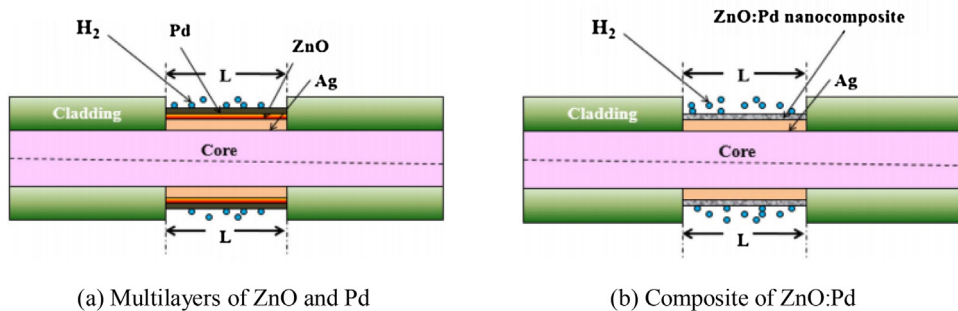 H₂
Pd
ZnO
L
Ag
Cladding
Core
L
(a) Multilayers of ZnO and Pd
ZnO:Pd nanocomposite
H₂
L
Ag
Cladding
Core
L
(b) Composite of ZnO:Pd